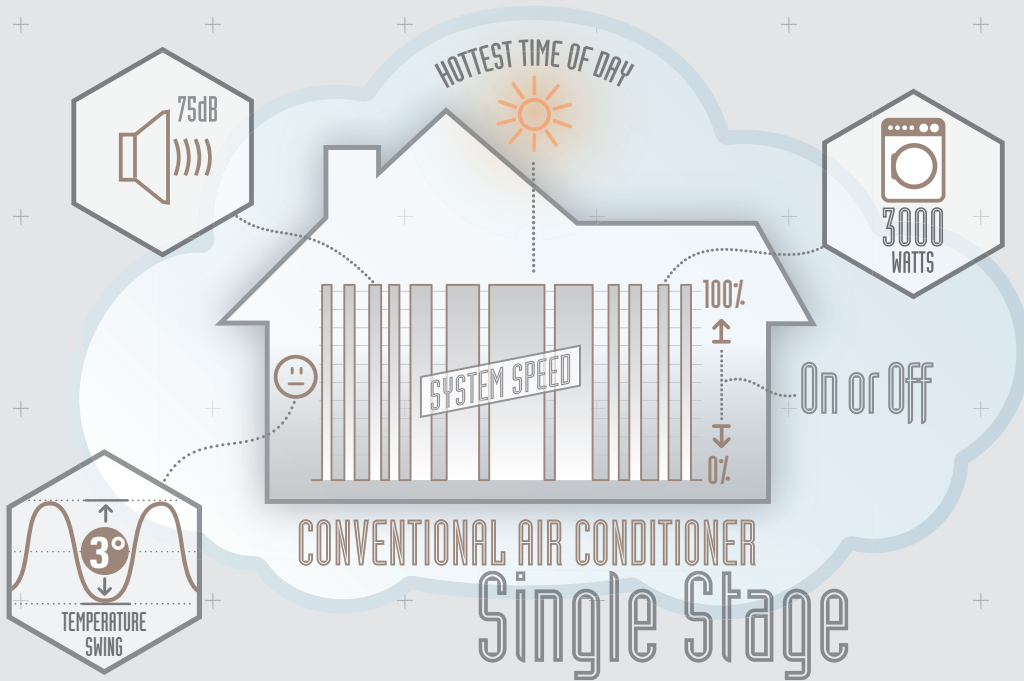 HOTTEST TIME OF DAY
75dB
3000
WATTS
100%
SYSTEM SPEED
On or Off
0%
3°
TEMPERATURE
SWING
CONVENTIONAL AIR CONDITIONER
Single Stage